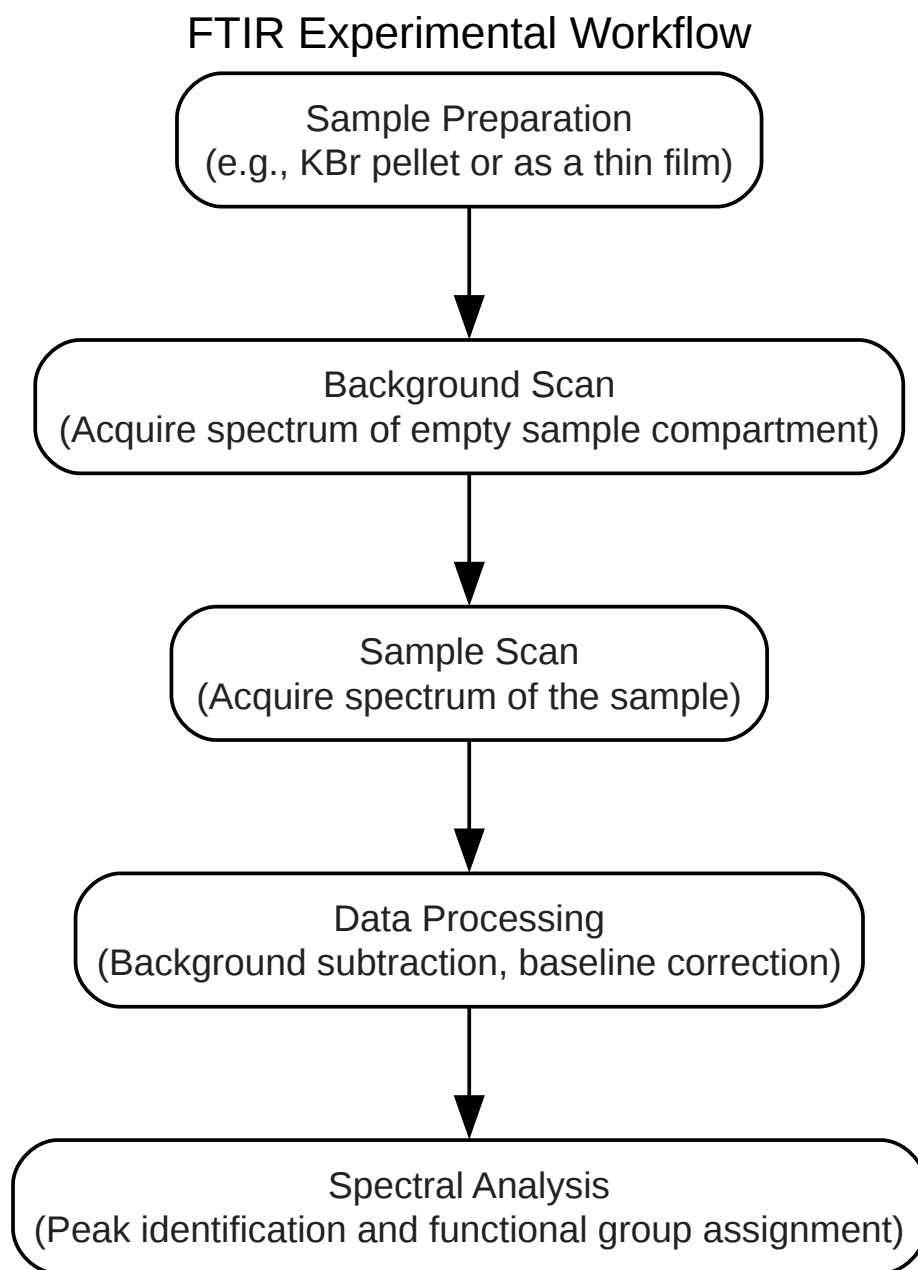 FTIR Experimental Workflow
Sample Preparation
(e.g., KBr pellet or as a thin film)
Background Scan
(Acquire spectrum of empty sample compartment)
Sample Scan
(Acquire spectrum of the sample)
Data Processing
(Background subtraction, baseline correction)
Spectral Analysis
(Peak identification and functional group assignment)